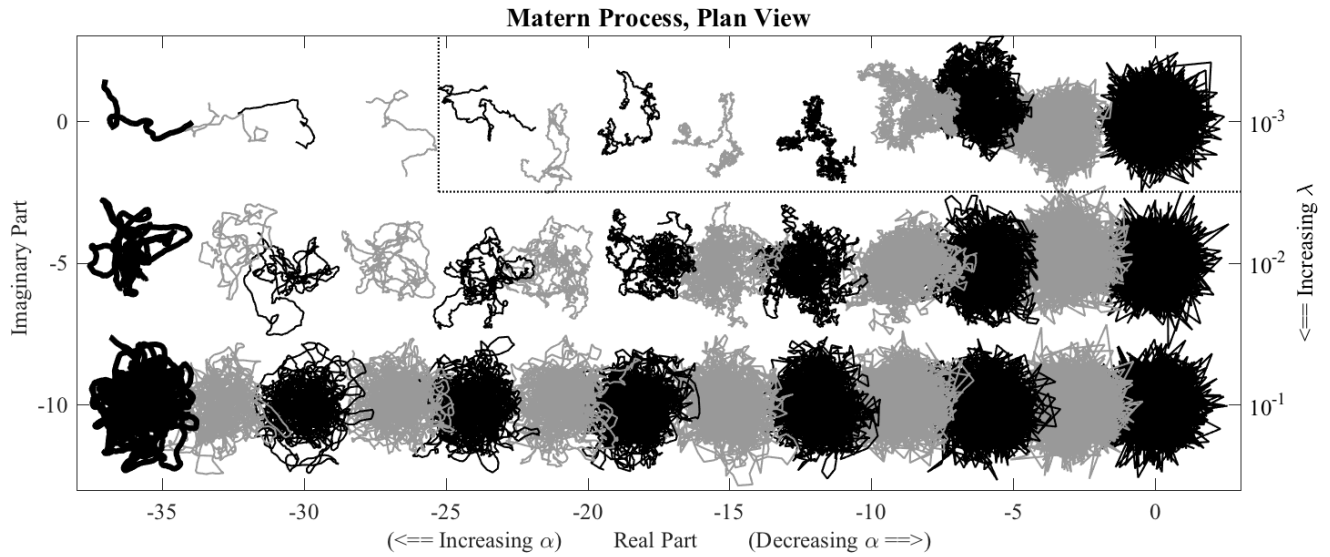 Matern Process, Plan View
0
-5
-10
Imaginary Part
10-3
10-2
10-1
<== Increasing λ
-35 -30 -25 -20 -15 -10 -5 0
(<== Increasing α) Real Part (Decreasing α ==>)